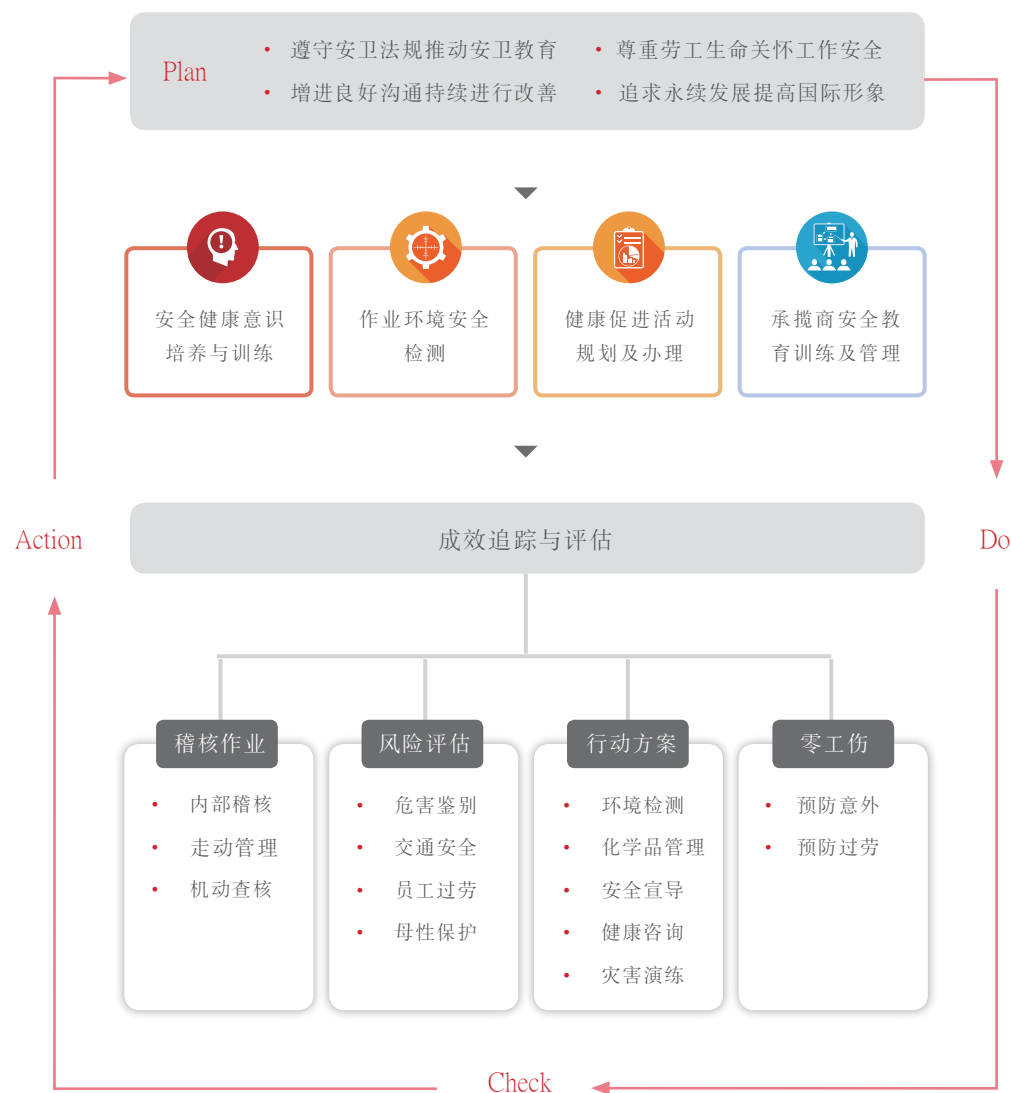 Plan
• 遵守安卫法规推动安卫教育
• 尊重劳工生命关怀工作安全
• 增进良好沟通持续进行改善
• 追求永续发展提高国际形象
安全健康意识
培养与训练
作业环境安全
检测
健康促进活动
规划及办理
承揽商安全教
育训练及管理
Action
成效追踪与评估
Do
稽核作业
• 内部稽核
• 走动管理
• 机动查核
风险评估
• 危害鉴别
• 交通安全
• 员工过劳
• 母性保护
行动方案
• 环境检测
• 化学品管理
• 安全宣导
• 健康咨询
• 灾害演练
零工伤
• 预防意外
• 预防过劳
Check